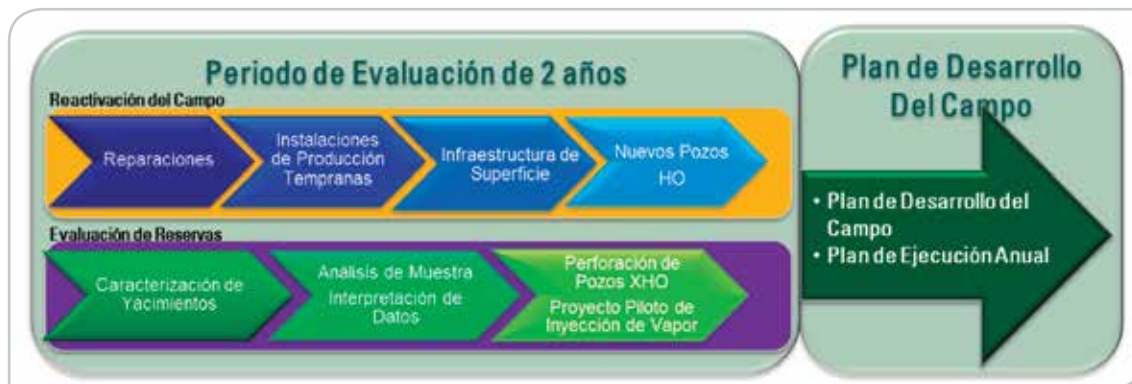 Periodo de Evaluación de 2 años
Reactivación del Campo
Reparaciones
Instalaciones
de Producción
Tempranas
Infraestructura de
Superficie
Nuevos Pozos
HO
Evaluación de Reservas
Caracterización de
Yacimientos
Análisis de Muestra
Interpretación de
Datos
Perforación de
Pozos XHO
Proyecto Piloto de
Inyección de Vapor
Plan de Desarrollo
Del Campo
• Plan de Desarrollo del
Campo
• Plan de Ejecución Anual